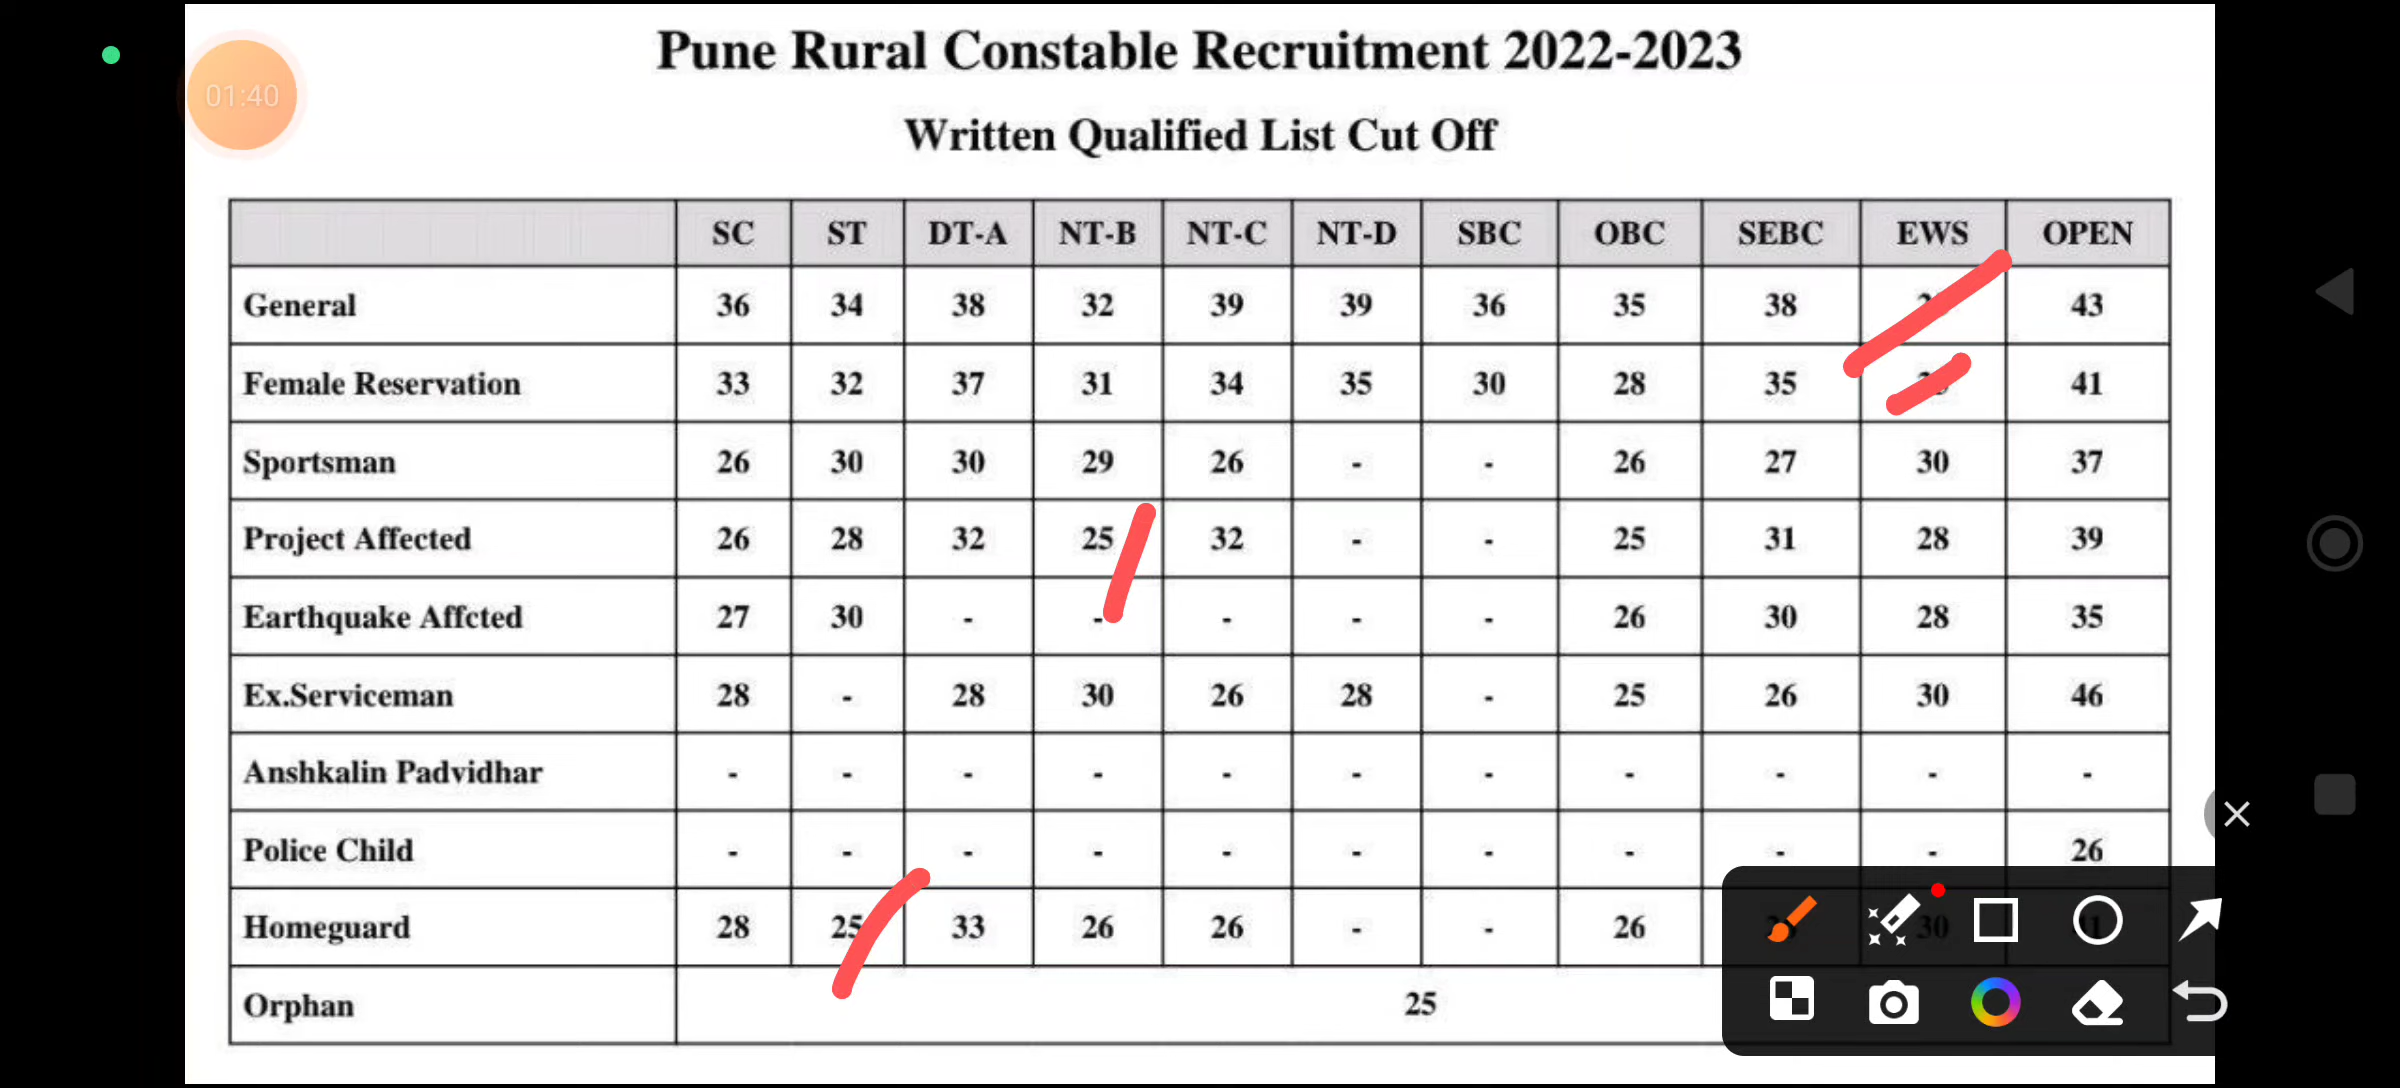 01:40
Pune Rural Constable Recruitment 2022-2023
Written Qualified List Cut Off
SC ST DT-A NT-B NT-C NT-D SBC OBC SEBC EWS OPEN
General 36 34 38 32 39 39 36 35 38 43
Female Reservation 33 32 37 31 34 35 30 28 35 41
Sportsman 26 30 30 29 26 - - 26 27 30 37
Project Affected 26 28 32 25 32 - - 25 31 28 39
Earthquake Affcted 27 30 - - - - - 26 30 28 35
Ex.Serviceman 28 - 28 30 26 28 - 25 26 30 46
Anshkalin Padvidhar - - - - - - - - - - -
Police Child - - - - - - - - - - 26
Homeguard 28 25 33 26 26 - - 26 30
Orphan 25